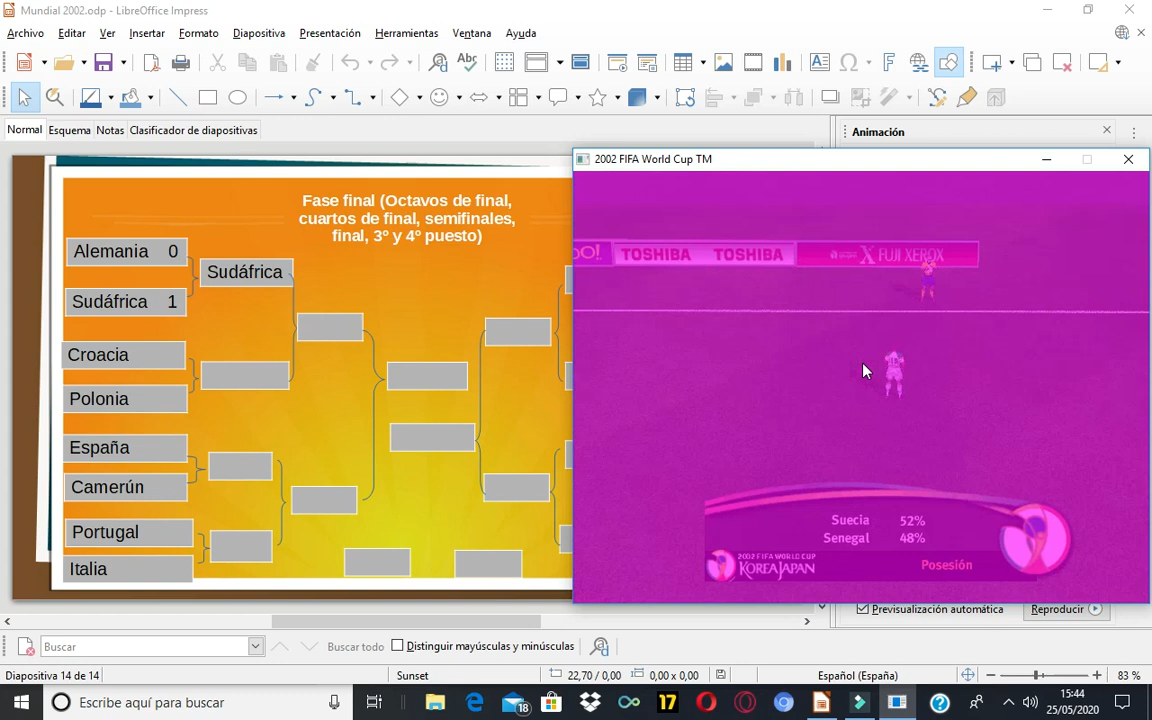 Mundial 2002.odp - LibreOffice Impress
Archivo Editar Ver Insertar Formato Diapositiva Presentación Herramientas Ventana Ayuda
Normal Esquema Notas Clasificador de diapositivas
Animación
2002 FIFA World Cup TM
Fase final (Octavos de final,
cuartos de final, semifinales,
final, 3º y 4º puesto)
Alemania 0
Sudáfrica
Sudáfrica 1
Croacia
Polonia
España
Camerún
Portugal
Italia
OO! TOSHIBA TOSHIBA FUJI XEROX
Suecia 52%
Senegal 48%
2002 FIFA WORLD CUP
KOREAJAPAN
Posesión
Previsualización automática Reproducir
Buscar Buscar todo Distinguir mayúsculas y minúsculas
Diapositiva 14 de 14 Sunset 22,70 / 0,00 0,00 x 0,00 Español (España) 83 %
Escribe aquí para buscar
18
17
15:44
25/05/2020